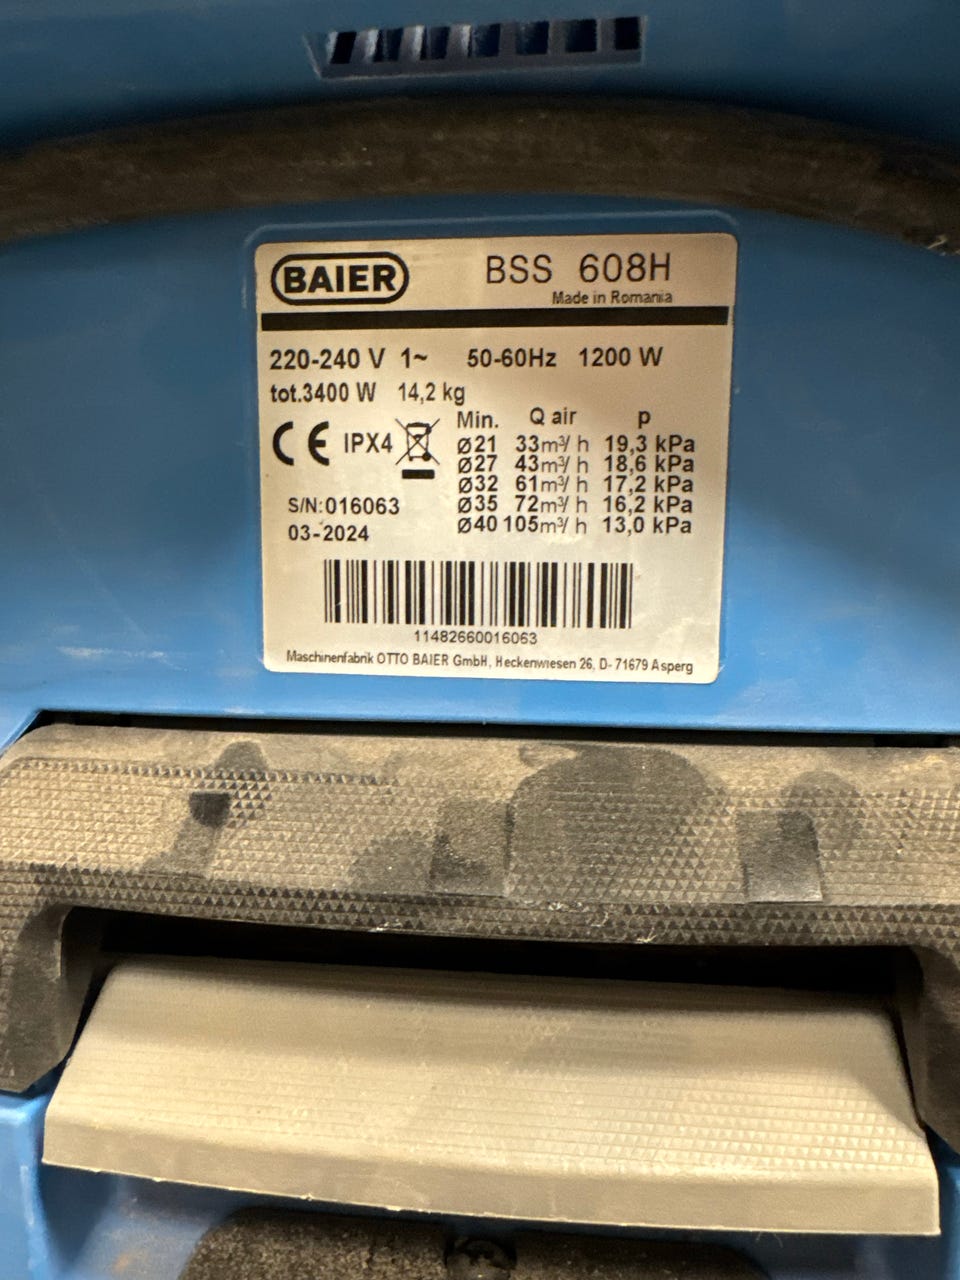 BAIER BSS 608H
Made in Romania
220-240 V 1~ 50-60Hz 1200 W
tot.3400 W 14,2 kg
CE IPX4
Min. Q air p
Ø21 33m³/ h 19,3 kPa
Ø27 43m³/ h 18,6 kPa
Ø32 61m³/ h 17,2 kPa
Ø35 72m³/ h 16,2 kPa
Ø40 105m³/ h 13,0 kPa
S/N:016063
03-2024
11482660016063
Maschinenfabrik OTTO BAIER GmbH, Heckenwiesen 26, D- 71679 Asperg